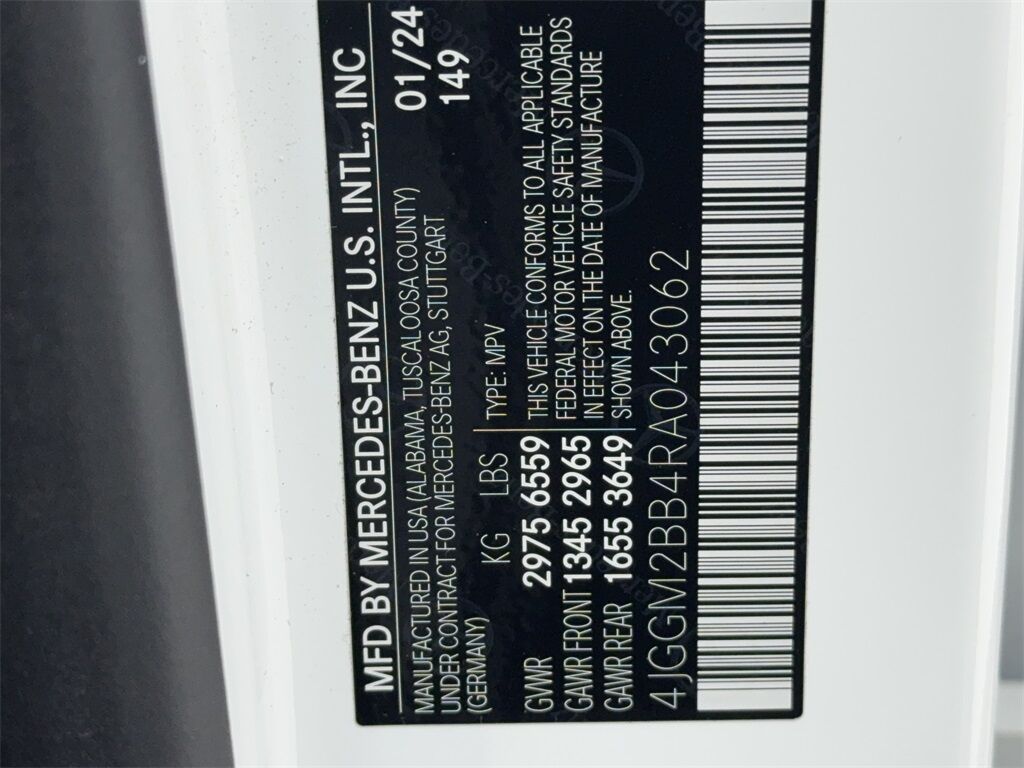 MFD BY MERCEDES-BENZ U.S. INTL., INC
MANUFACTURED IN USA (ALABAMA, TUSCALOOSA COUNTY)
UNDER CONTRACT FOR MERCEDES-BENZ AG, STUTTGART
(GERMANY)
01/24
149
KG LBS TYPE: MPV
GVWR 2975 6559
GAWR FRONT 1345 2965
GAWR REAR 1655 3649
THIS VEHICLE CONFORMS TO ALL APPLICABLE
FEDERAL MOTOR VEHICLE SAFETY STANDARDS
IN EFFECT ON THE DATE OF MANUFACTURE
SHOWN ABOVE.
4JGGM2BB4RA043062